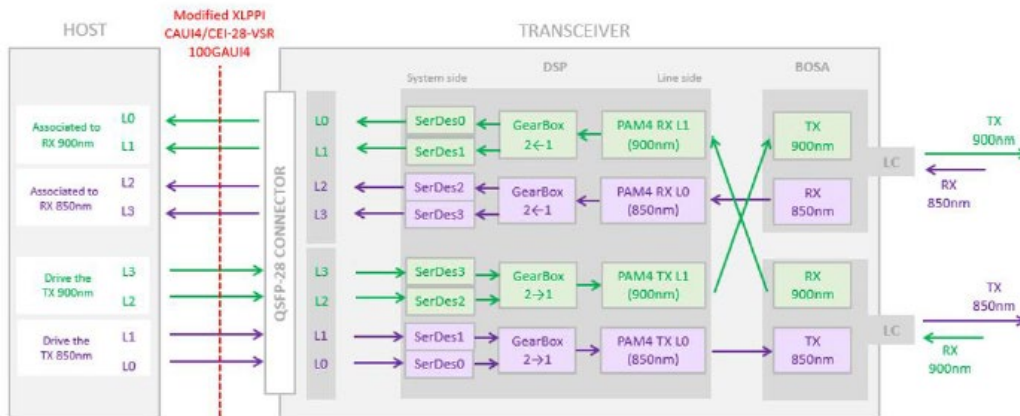 HOST
Modified XLPPI
CAUI4/CEI-28-VSR
100GAUI4
TRANSCEIVER
System side
DSP
Line side
BOSA
Associated to
RX 900nm
L0
L1
Associated to
RX 850nm
L2
L3
Drive the
TX 900nm
L3
L2
Drive the
TX 850nm
L1
L0
QSFP-28 CONNECTOR
L0
L1
L2
L3
L3
L2
L1
L0
SerDes0
SerDes1
GearBox
2←1
PAM4 RX L1
(900nm)
TX
900nm
SerDes2
SerDes3
GearBox
2←1
PAM4 RX L0
(850nm)
RX
850nm
LC
TX
900nm
RX
850nm
SerDes3
SerDes2
GearBox
2→1
PAM4 TX L1
(900nm)
RX
900nm
SerDes1
SerDes0
GearBox
2→1
PAM4 TX L0
(850nm)
TX
850nm
LC
TX
850nm
RX
900nm